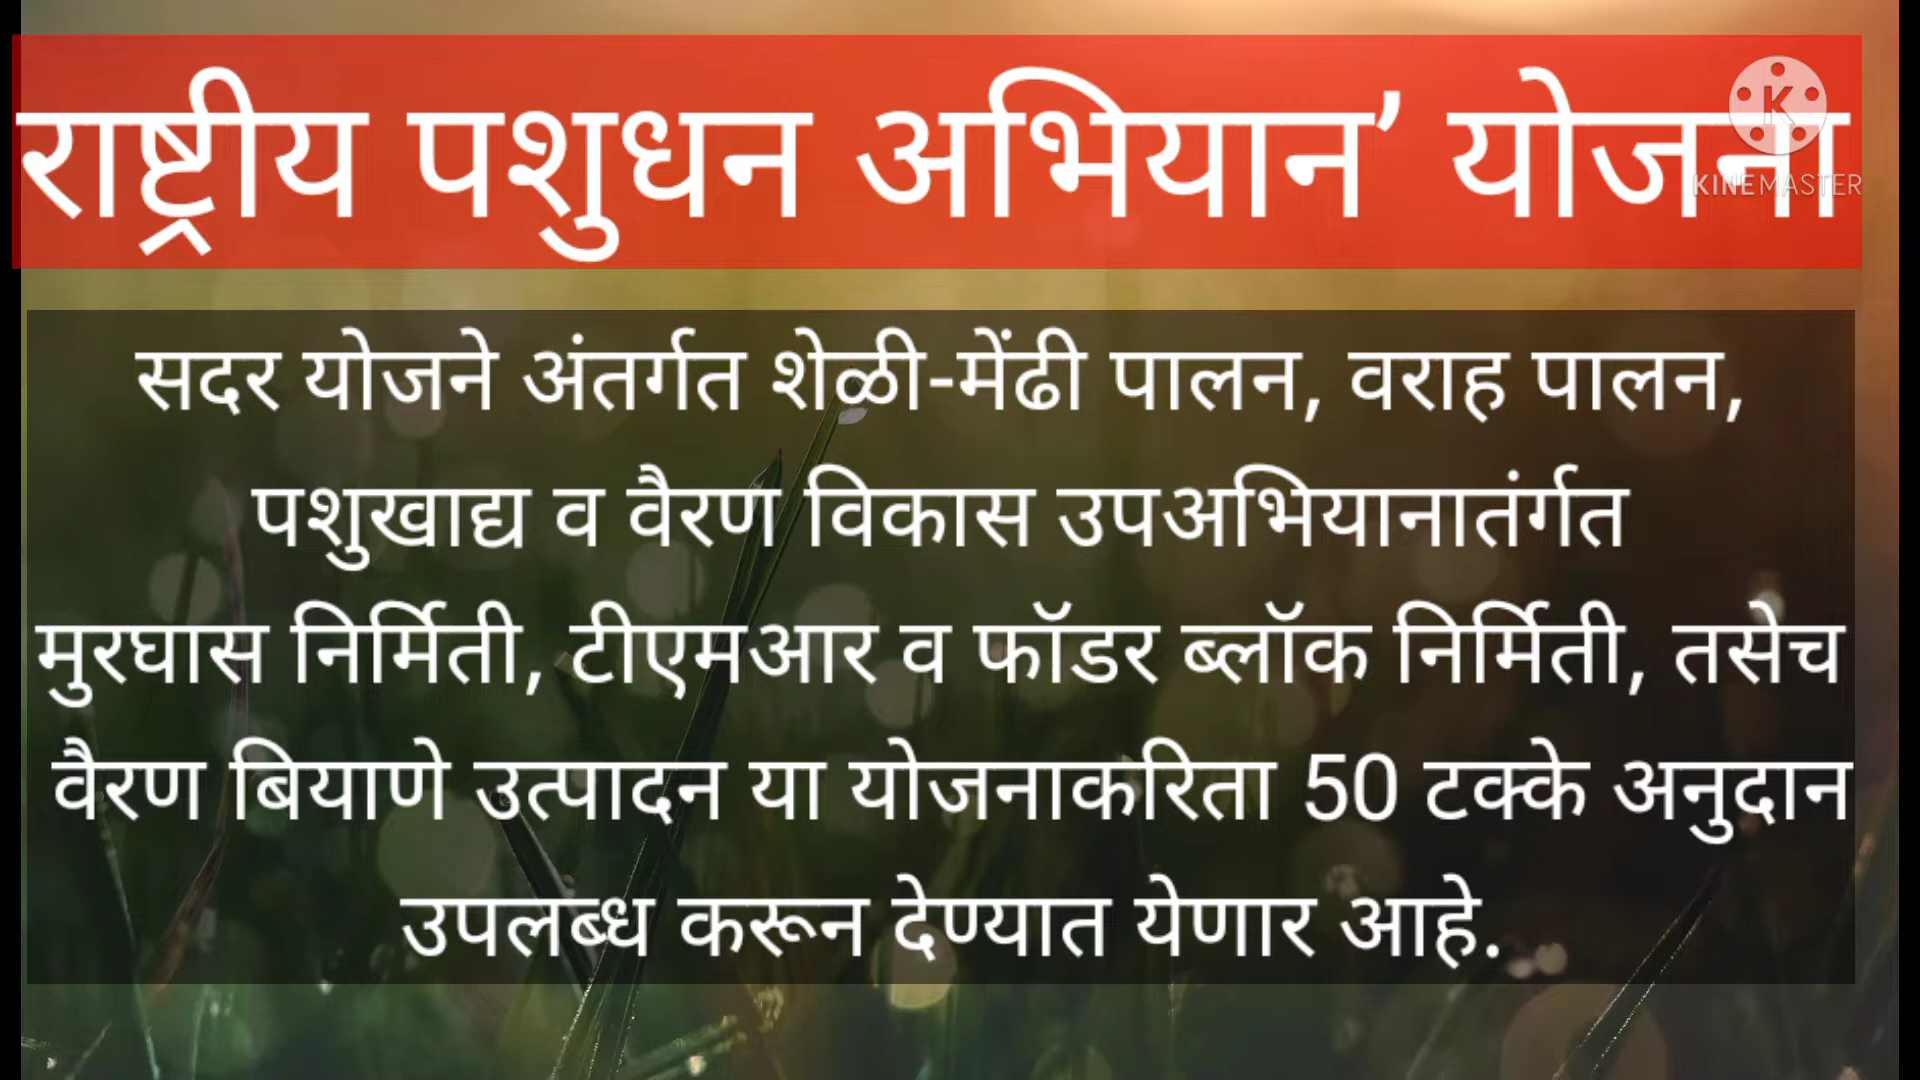 राष्ट्रीय पशुधन अभियान’ योजना
KINEMASTER
सदर योजने अंतर्गत शेळी-मेंढी पालन, वराह पालन,
पशुखाद्य व वैरण विकास उपअभियानातंर्गत
मुरघास निर्मिती, टीएमआर व फॉडर ब्लॉक निर्मिती, तसेच
वैरण बियाणे उत्पादन या योजनाकरिता 50 टक्के अनुदान
उपलब्ध करून देण्यात येणार आहे.